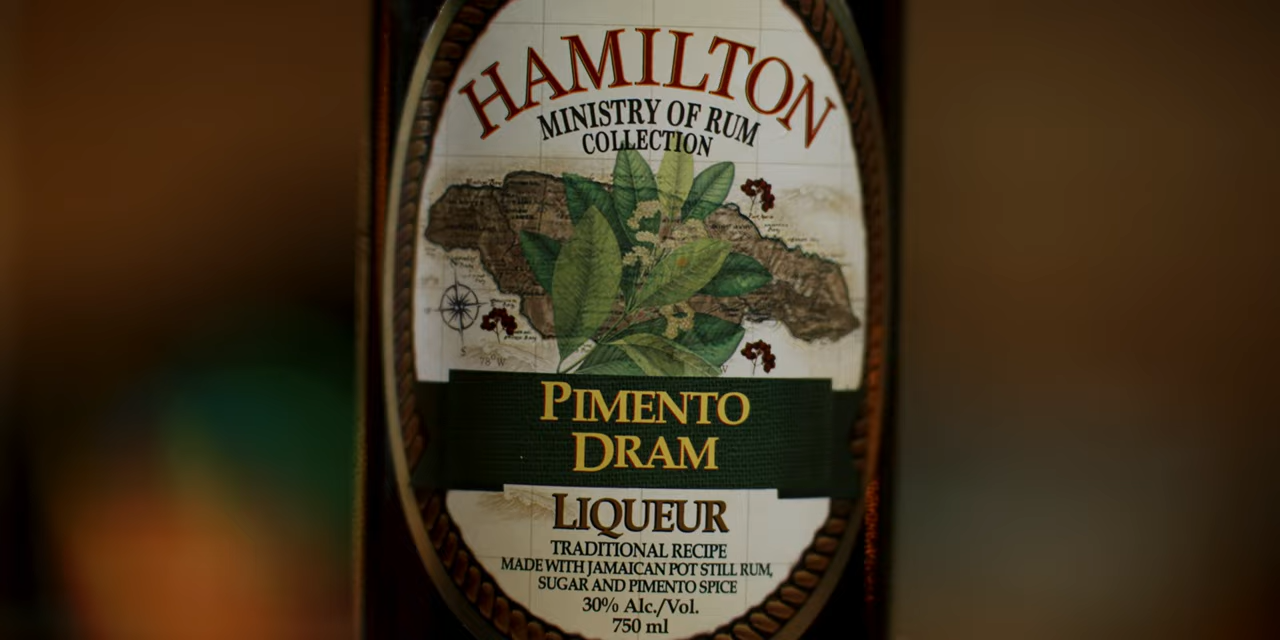 HAMILTON
MINISTRY OF RUM
COLLECTION
PIMENTO
DRAM
LIQUEUR
TRADITIONAL RECIPE
MADE WITH JAMAICAN POT STILL RUM,
SUGAR AND PIMENTO SPICE
30% Alc./Vol.
750 ml